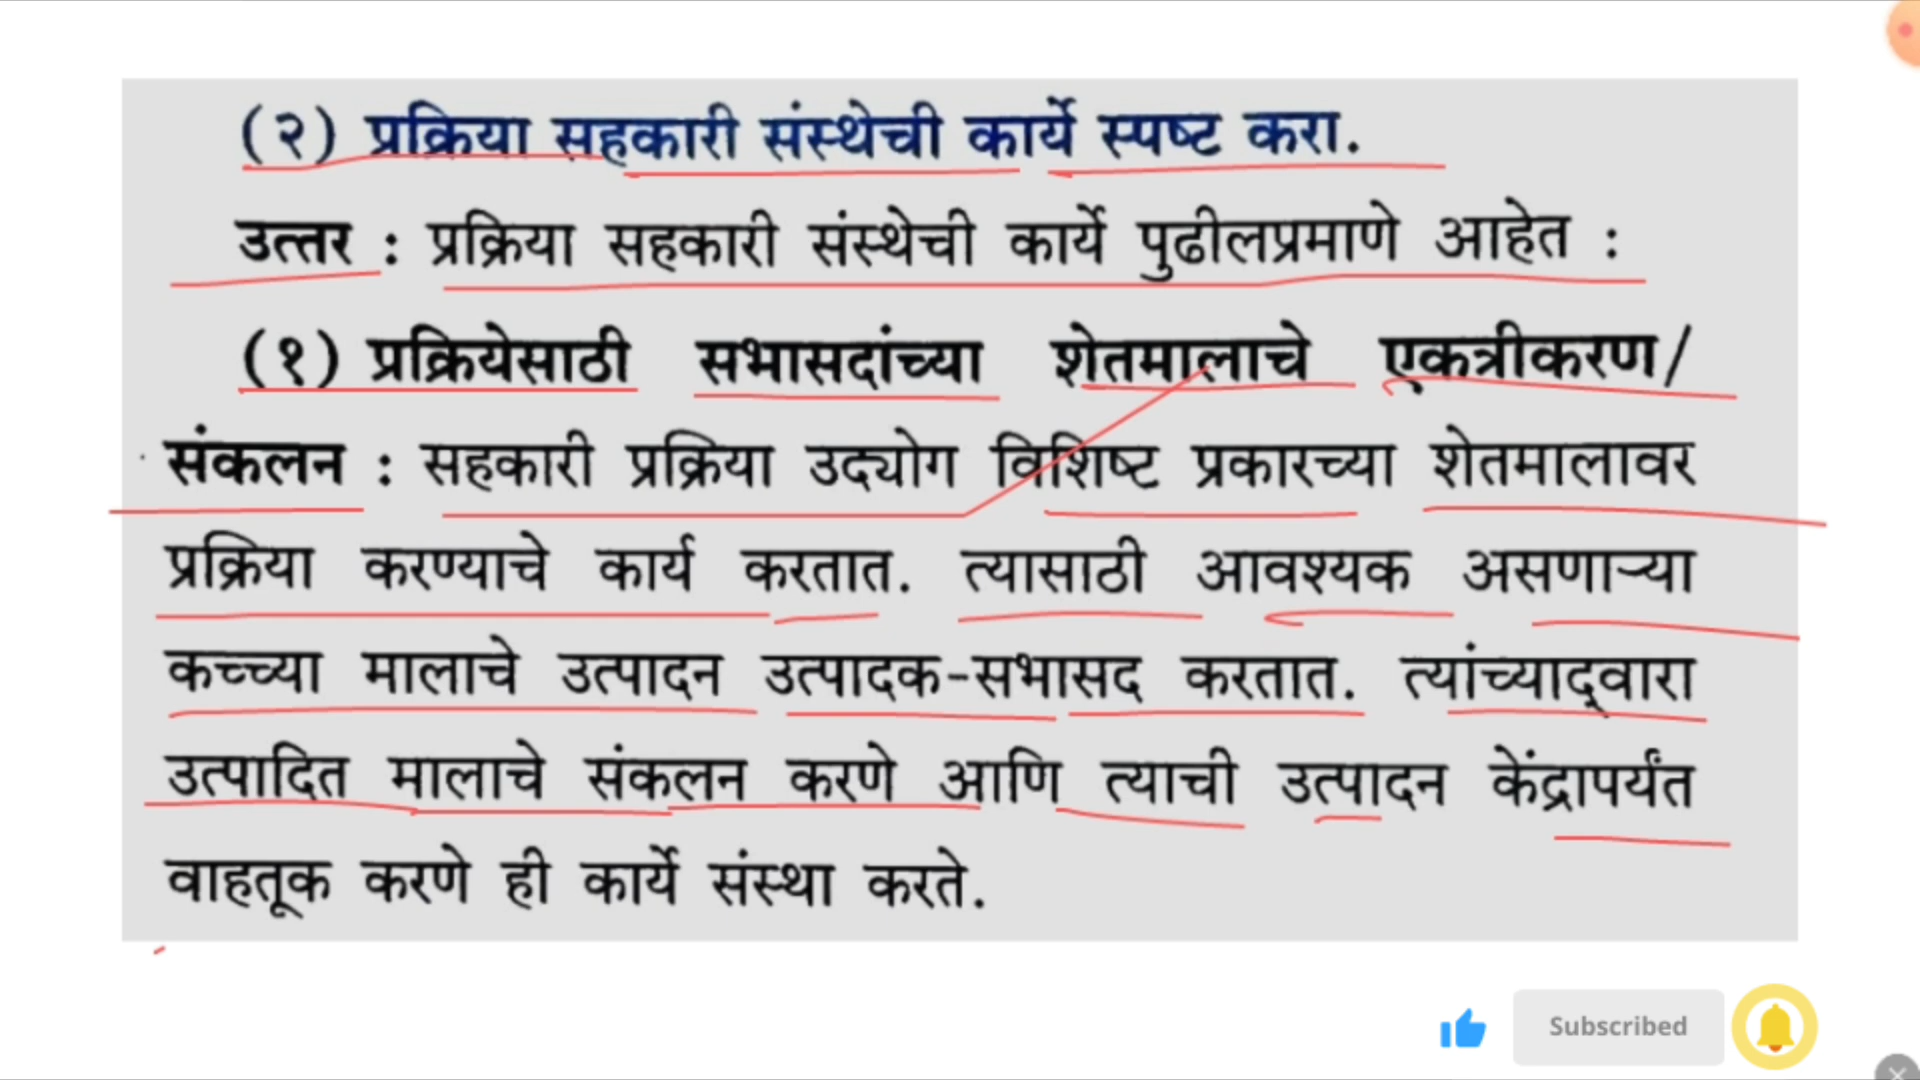 (२) प्रक्रिया सहकारी संस्थेची कार्ये स्पष्ट करा.
उत्तर : प्रक्रिया सहकारी संस्थेची कार्ये पुढीलप्रमाणे आहेत :
(१) प्रक्रियेसाठी सभासदांच्या शेतमालाचे एकत्रीकरण/
संकलन : सहकारी प्रक्रिया उद्योग विशिष्ट प्रकारच्या शेतमालावर
प्रक्रिया करण्याचे कार्य करतात. त्यासाठी आवश्यक असणाऱ्या
कच्च्या मालाचे उत्पादन उत्पादक-सभासद करतात. त्यांच्याद्‌वारा
उत्पादित मालाचे संकलन करणे आणि त्याची उत्पादन केंद्रापर्यंत
वाहतूक करणे ही कार्ये संस्था करते.
Subscribed